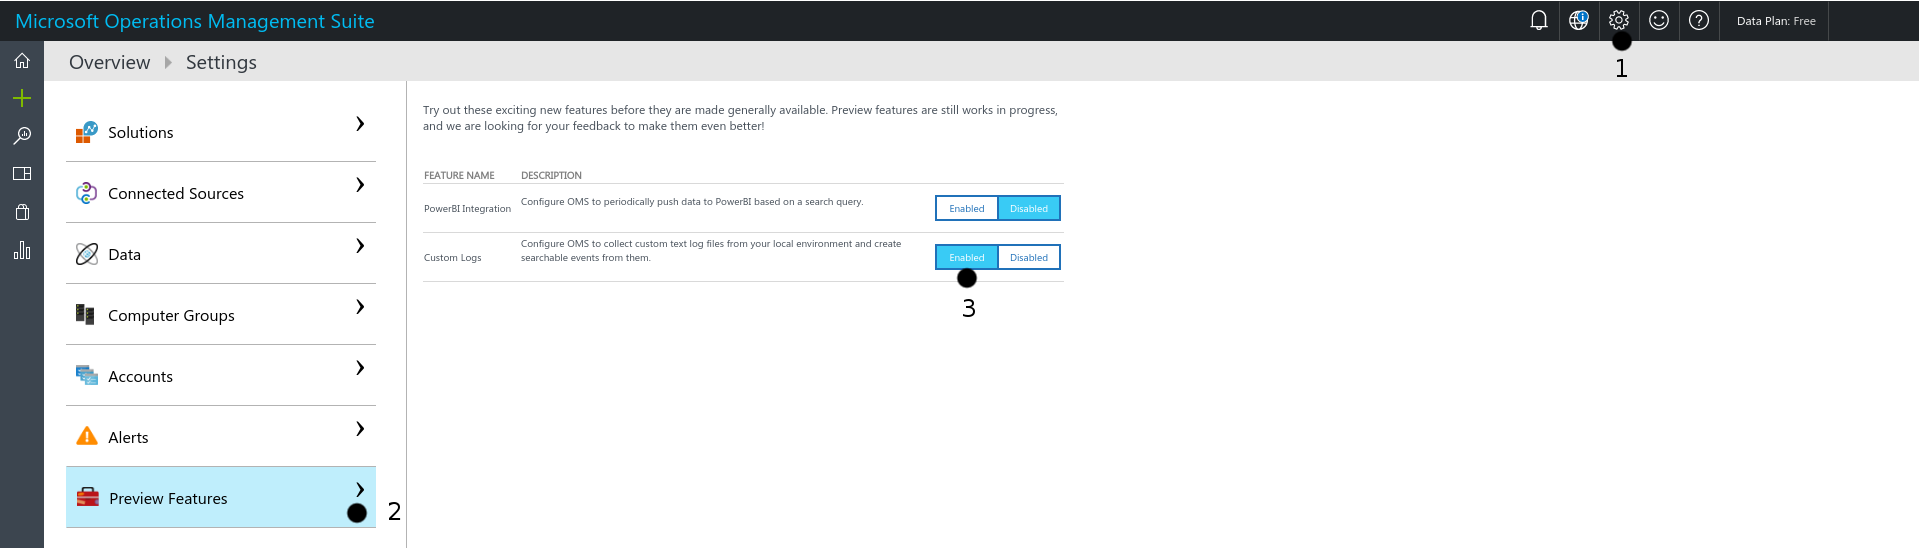 Microsoft Operations Management Suite
Data Plan: Free
1
Overview Settings
Solutions
Connected Sources
Data
Computer Groups
Accounts
Alerts
Preview Features
2
Try out these exciting new features before they are made generally available. Preview features are still works in progress,
and we are looking for your feedback to make them even better!
FEATURE NAME DESCRIPTION
PowerBI Integration Configure OMS to periodically push data to PowerBI based on a search query. Enabled Disabled
Configure OMS to collect custom text log files from your local environment and create
Custom Logs searchable events from them. Enabled Disabled
3